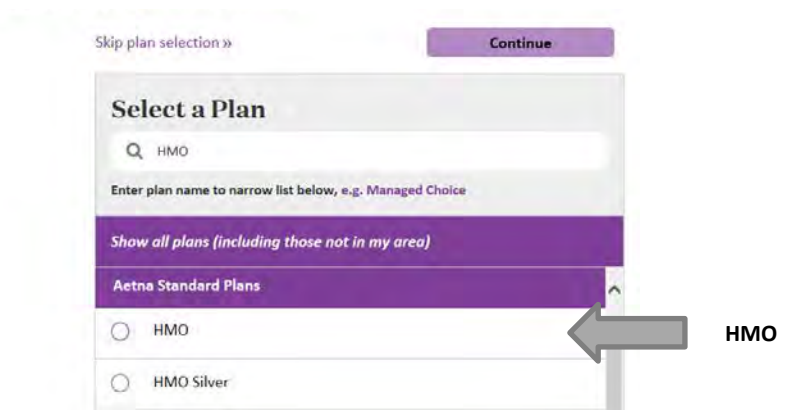 Skip plan selection »
Continue
Select a Plan
HMO
Enter plan name to narrow list below, e.g. Managed Choice
Show all plans (including those not in my area)
Aetna Standard Plans
HMO
HMO
HMO Silver